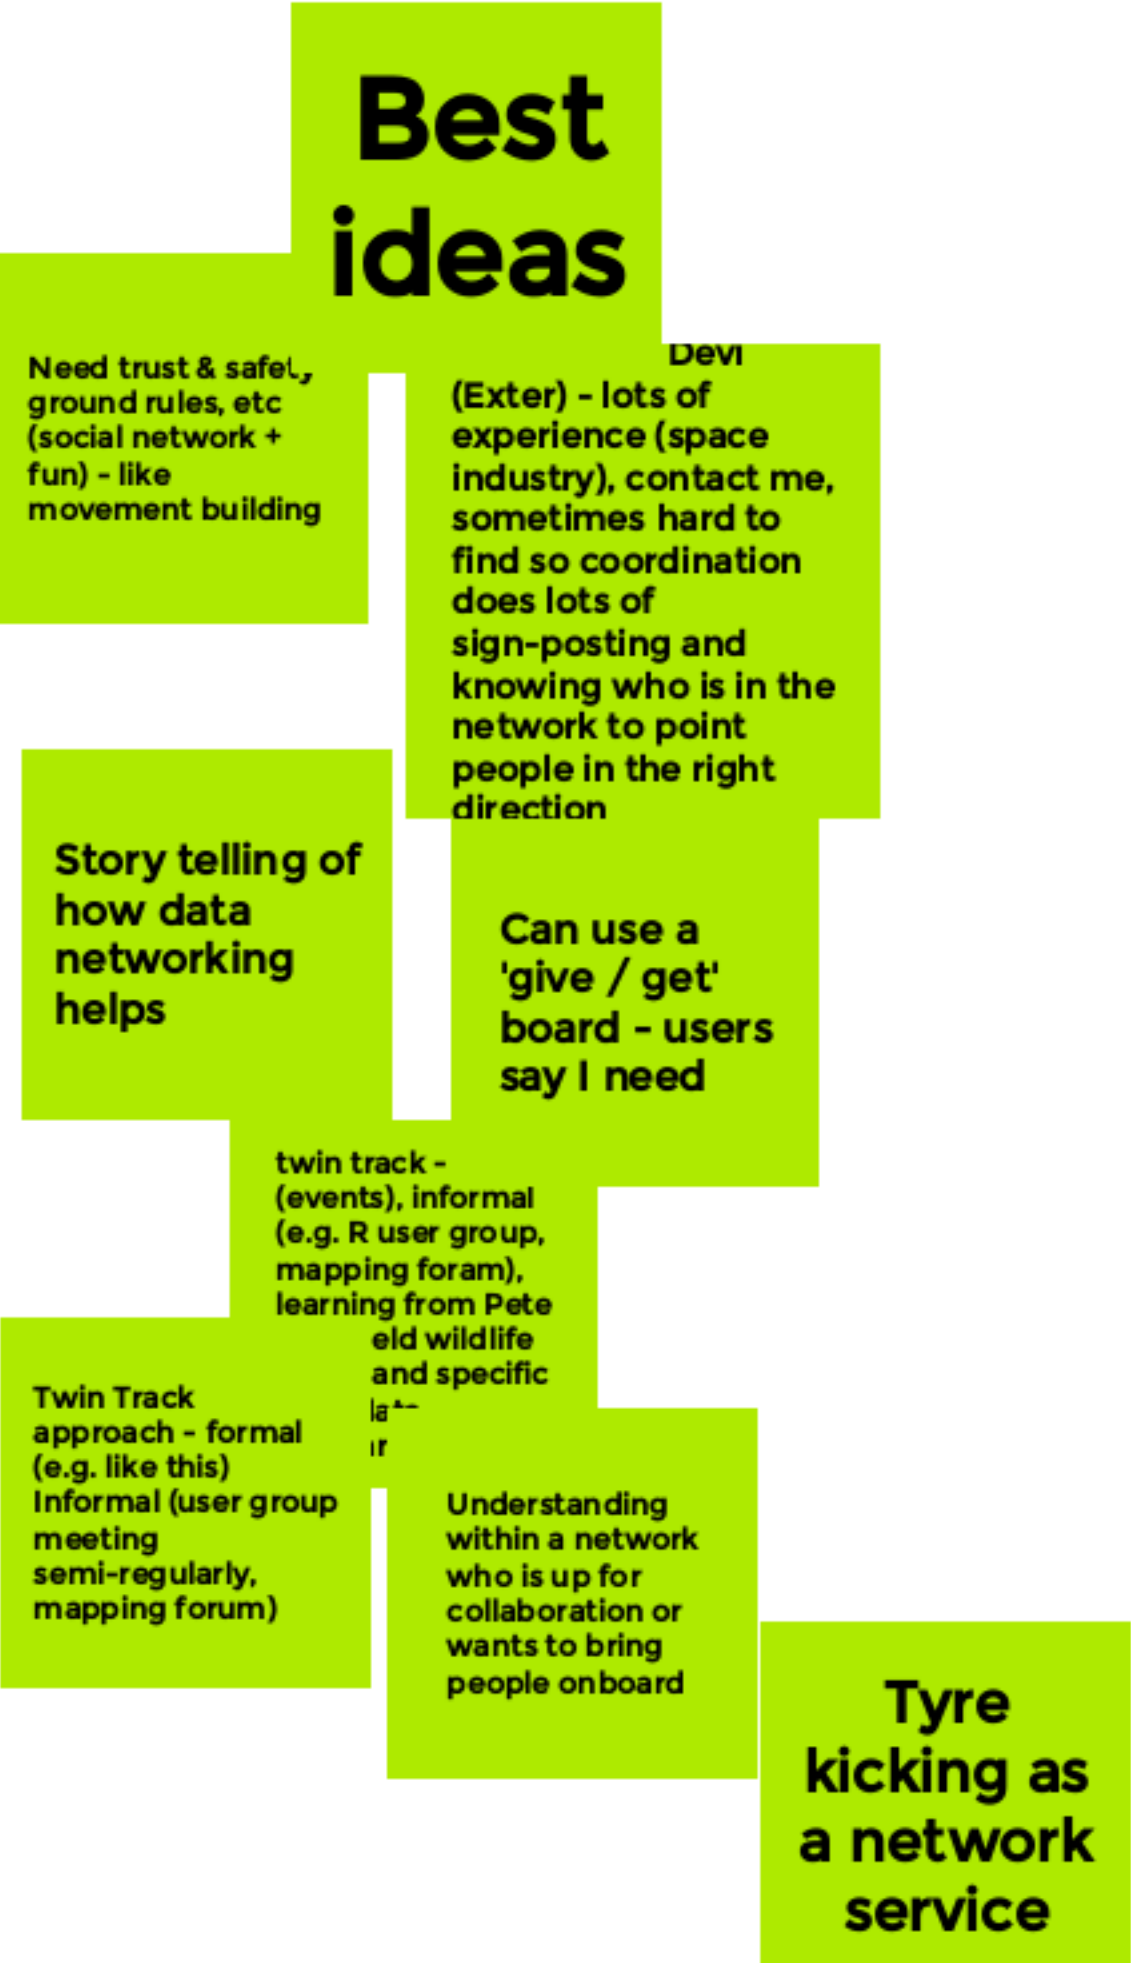 Best
ideas
Need trust & safety
ground rules, etc
(social network +
fun) - like
movement building
Devi
(Exter) - lots of
experience (space
industry), contact me,
sometimes hard to
find so coordination
does lots of
sign-posting and
knowing who is in the
network to point
people in the right
direction
Story telling of
how data
networking
helps
Can use a
'give / get'
board - users
say I need
twin track -
(events), informal
(e.g. R user group,
mapping foram),
learning from Pete
eld wildlife
and specific
Twin Track
approach - formal
(e.g. like this)
Informal (user group
meeting
semi-regularly,
mapping forum)
Understanding
within a network
who is up for
collaboration or
wants to bring
people onboard
Tyre
kicking as
a network
service